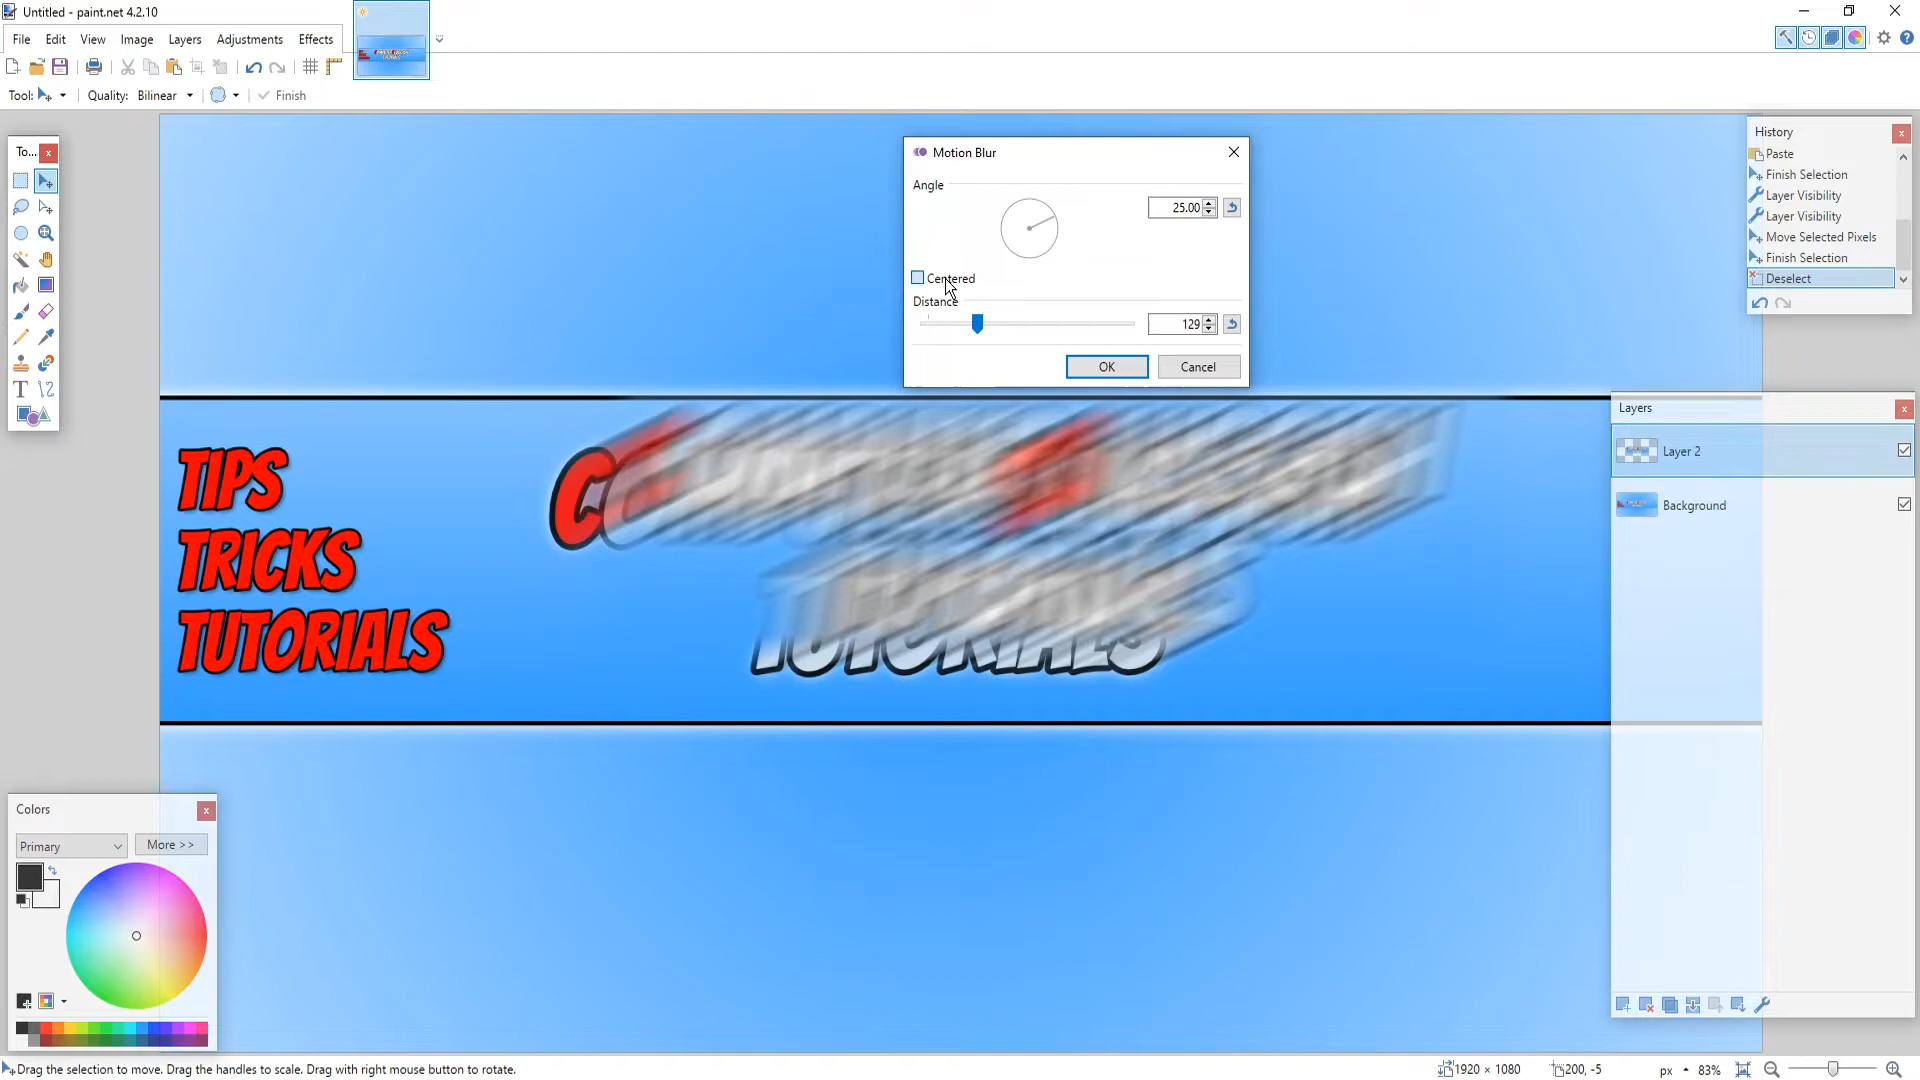 Untitled - paint.net 4.2.10
File Edit View Image Layers Adjustments Effects
Tool: Quality: Bilinear Finish
To...
History
Paste
Finish Selection
Layer Visibility
Layer Visibility
Move Selected Pixels
Finish Selection
Deselect
Motion Blur
Angle
25.00
Centered
Distance
129
OK Cancel
TIPS
TRICKS
TUTORIALS
TUTORIALS
Layers
Layer 2
Background
Colors
Primary More >>
Drag the selection to move. Drag the handles to scale. Drag with right mouse button to rotate.
1920 × 1080 200, -5 px 83%